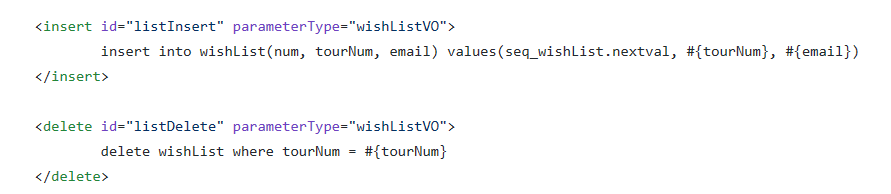 <insert id="listInsert" parameterType="wishListVO">
insert into wishList(num, tourNum, email) values(seq_wishList.nextval, #{tourNum}, #{email})
</insert>
<delete id="listDelete" parameterType="wishListVO">
delete wishList where tourNum = #{tourNum}
</delete>